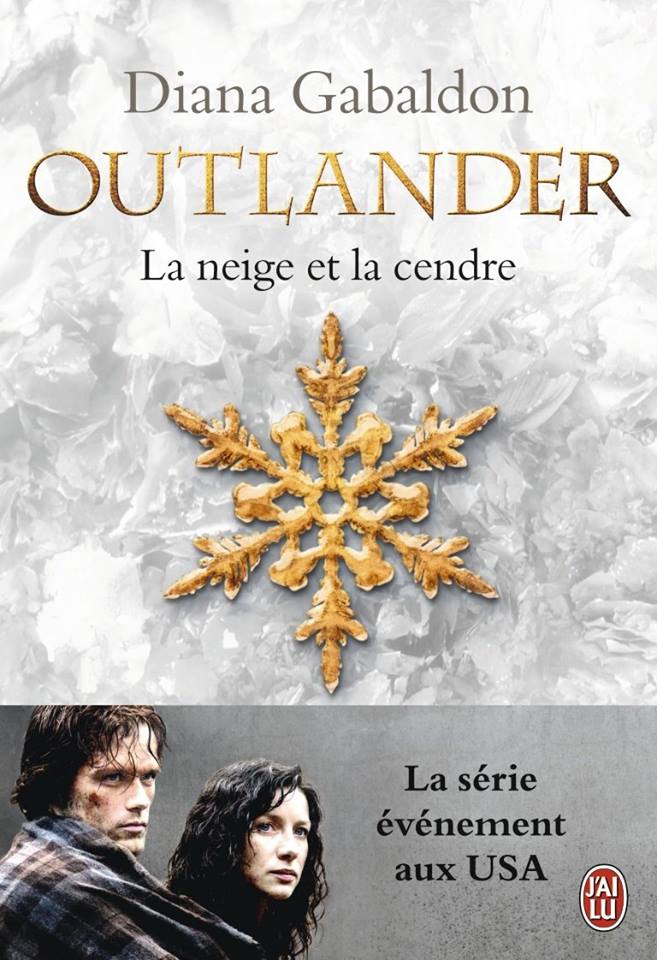 Diana Gabaldon
OUTLANDER
La neige et la cendre
La série
événement
aux USA
J'AI
LU